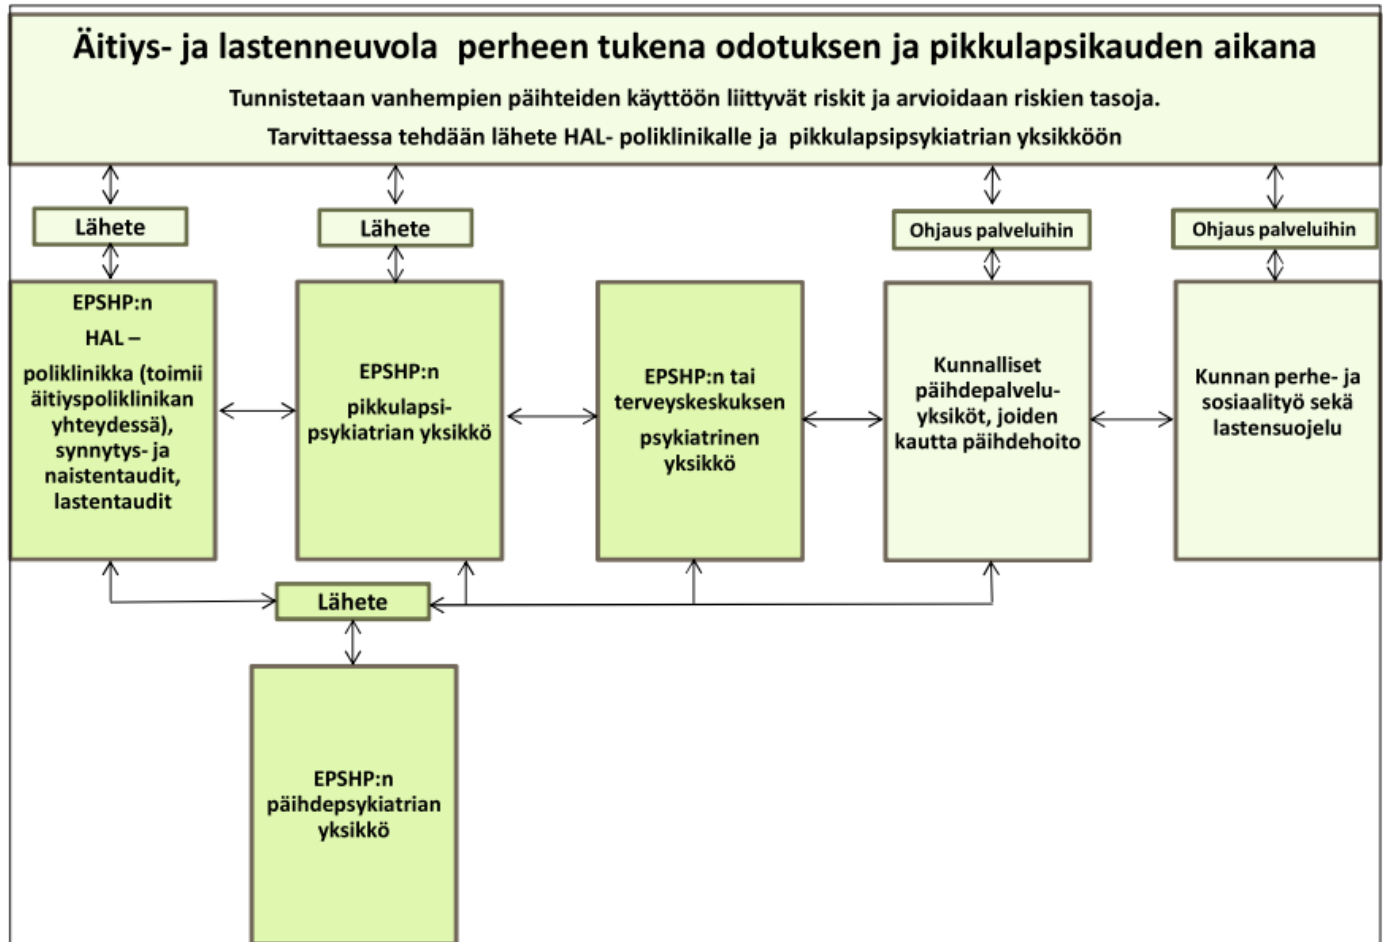 Äitiys- ja lastenneuvola perheen tukena odotuksen ja pikkulapsikauden aikana
Tunnistetaan vanhempien päihteiden käyttöön liittyvät riskit ja arvioidaan riskien tasoja.
Tarvittaessa tehdään lähete HAL- poliklinikalle ja pikkulapsipsykiatrian yksikköön
Lähete
Lähete
Ohjaus palveluihin
Ohjaus palveluihin
EPSHP:n
HAL –
poliklinikka (toimii
äitiyspoliklinikan
yhteydessä),
synnytys- ja
naistentaudit,
lastentaudit
EPSHP:n
pikkulapsi-
psykiatrian yksikkö
EPSHP:n tai
terveyskeskuksen
psykiatrinen
yksikkö
Kunnalliset
päihdepalvelu-
yksiköt, joiden
kautta päihdehoito
Kunnan perhe- ja
sosiaalityö sekä
lastensuojelu
Lähete
EPSHP:n
päihdepsykiatrian
yksikkö